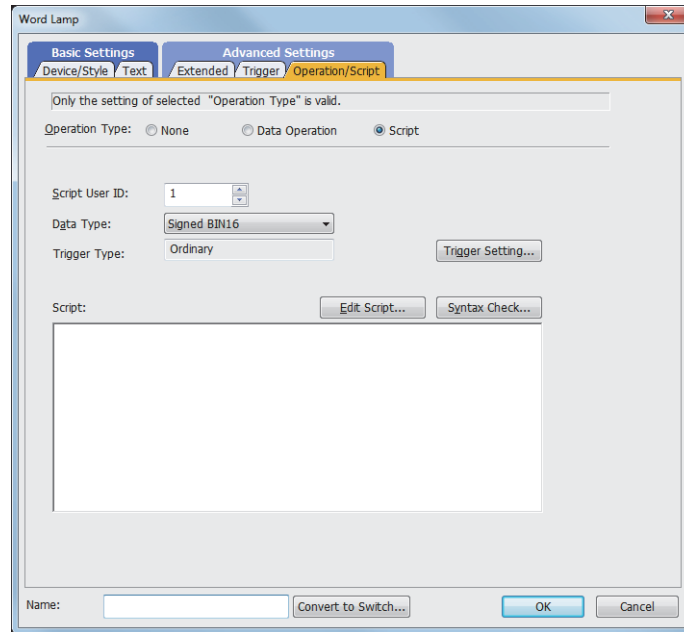 Word Lamp
Basic Settings Advanced Settings
Device/Style Text Extended Trigger Operation/Script
Only the setting of selected "Operation Type" is valid.
Operation Type: None Data Operation Script
Script User ID: 1
Data Type: Signed BIN16
Trigger Type: Ordinary Trigger Setting...
Script: Edit Script... Syntax Check...
Name: Convert to Switch... OK Cancel